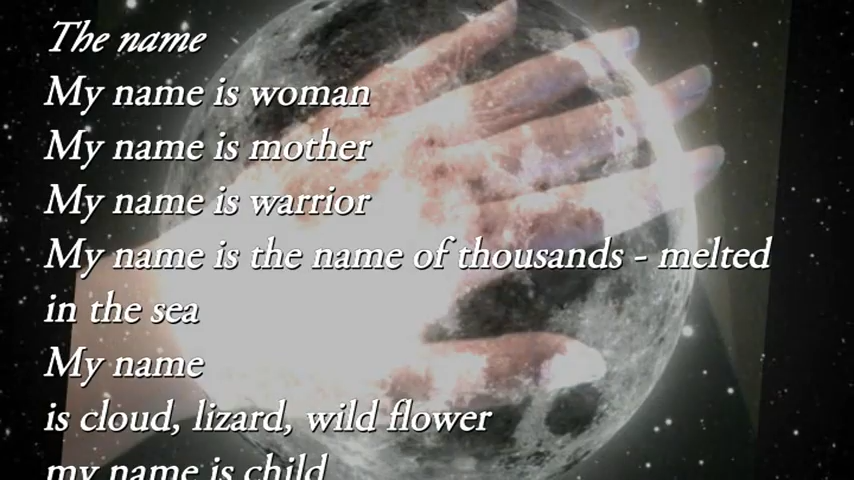 The name
My name is woman
My name is mother
My name is warrior
My name is the name of thousands - melted
in the sea
My name
is cloud, lizard, wild flower
my name is child